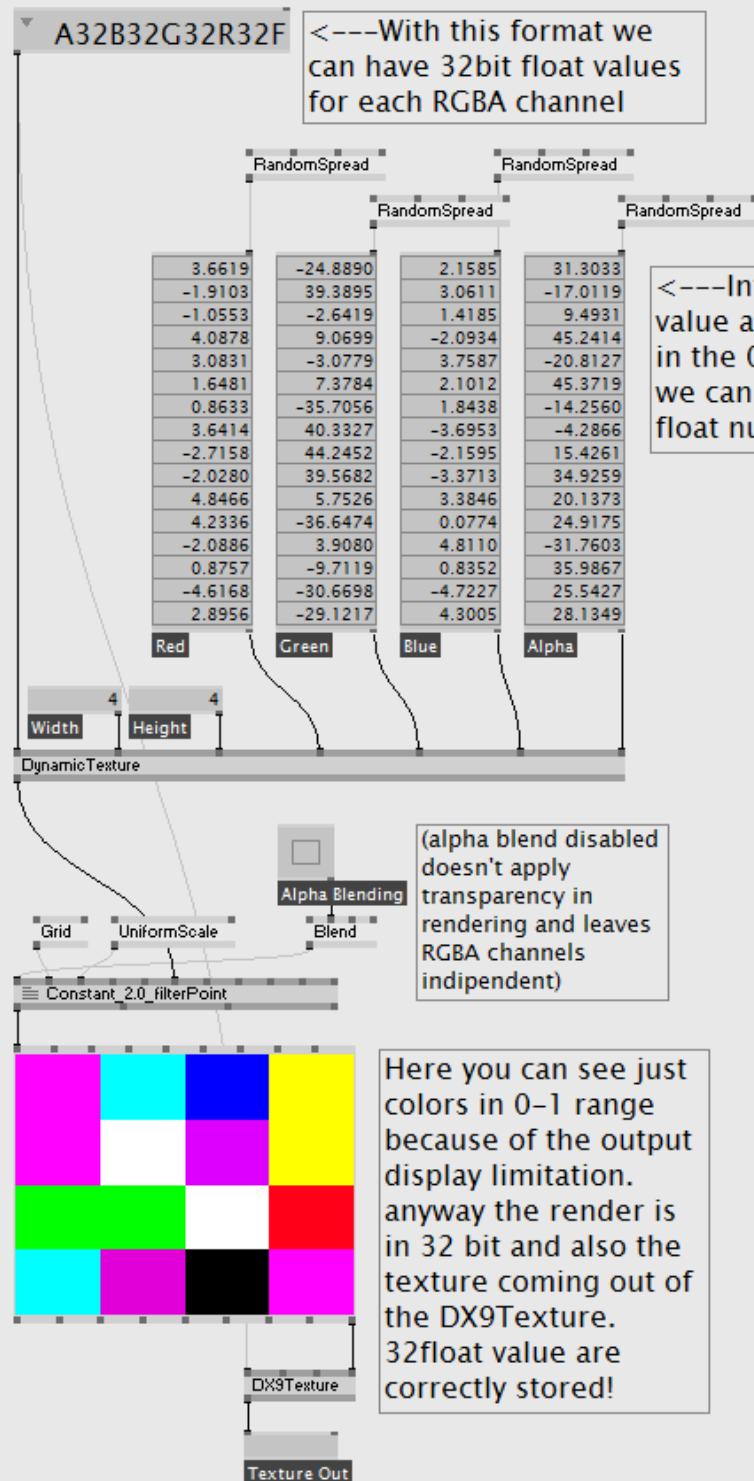 A32B32G32R32F
<---With this format we
can have 32bit float values
for each RGBA channel
RandomSpread
RandomSpread
RandomSpread
RandomSpread
3.6619 -24.8890 2.1585 31.3033
-1.9103 39.3895 3.0611 -17.0119
-1.0553 -2.6419 1.4185 9.4931
4.0878 9.0699 -2.0934 45.2414
3.0831 -3.0779 3.7587 -20.8127
1.6481 7.3784 2.1012 45.3719
0.8633 -35.7056 1.8438 -14.2560
3.6414 40.3327 -3.6953 -4.2866
-2.7158 44.2452 -2.1595 15.4261
-2.0280 39.5682 -3.3713 34.9259
4.8466 5.7526 3.3846 20.1373
4.2336 -36.6474 0.0774 24.9175
-2.0886 3.9080 4.8110 -31.7603
0.8757 -9.7119 0.8352 35.9867
-4.6168 -30.6698 -4.7227 25.5427
2.8956 -29.1217 4.3005 28.1349
Red Green Blue Alpha
<---In
value a
in the
we can
float nu
4 4
Width Height
DynamicTexture
Alpha Blending
(alpha blend disabled
doesn't apply
transparency in
rendering and leaves
RGBA channels
indipendent)
Grid UniformScale Blend
Constant_2.0_filterPoint
Here you can see just
colors in 0-1 range
because of the output
display limitation.
anyway the render is
in 32 bit and also the
texture coming out of
the DX9Texture.
32float value are
correctly stored!
DX9Texture
Texture Out